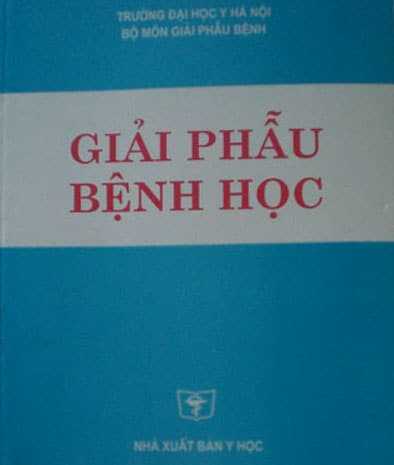 TRƯỜNG ĐẠI HỌC Y HÀ NỘI
BỘ MÔN GIẢI PHẪU BỆNH
GIẢI PHẪU
BỆNH HỌC
NHÀ XUẤT BẢN Y HỌC